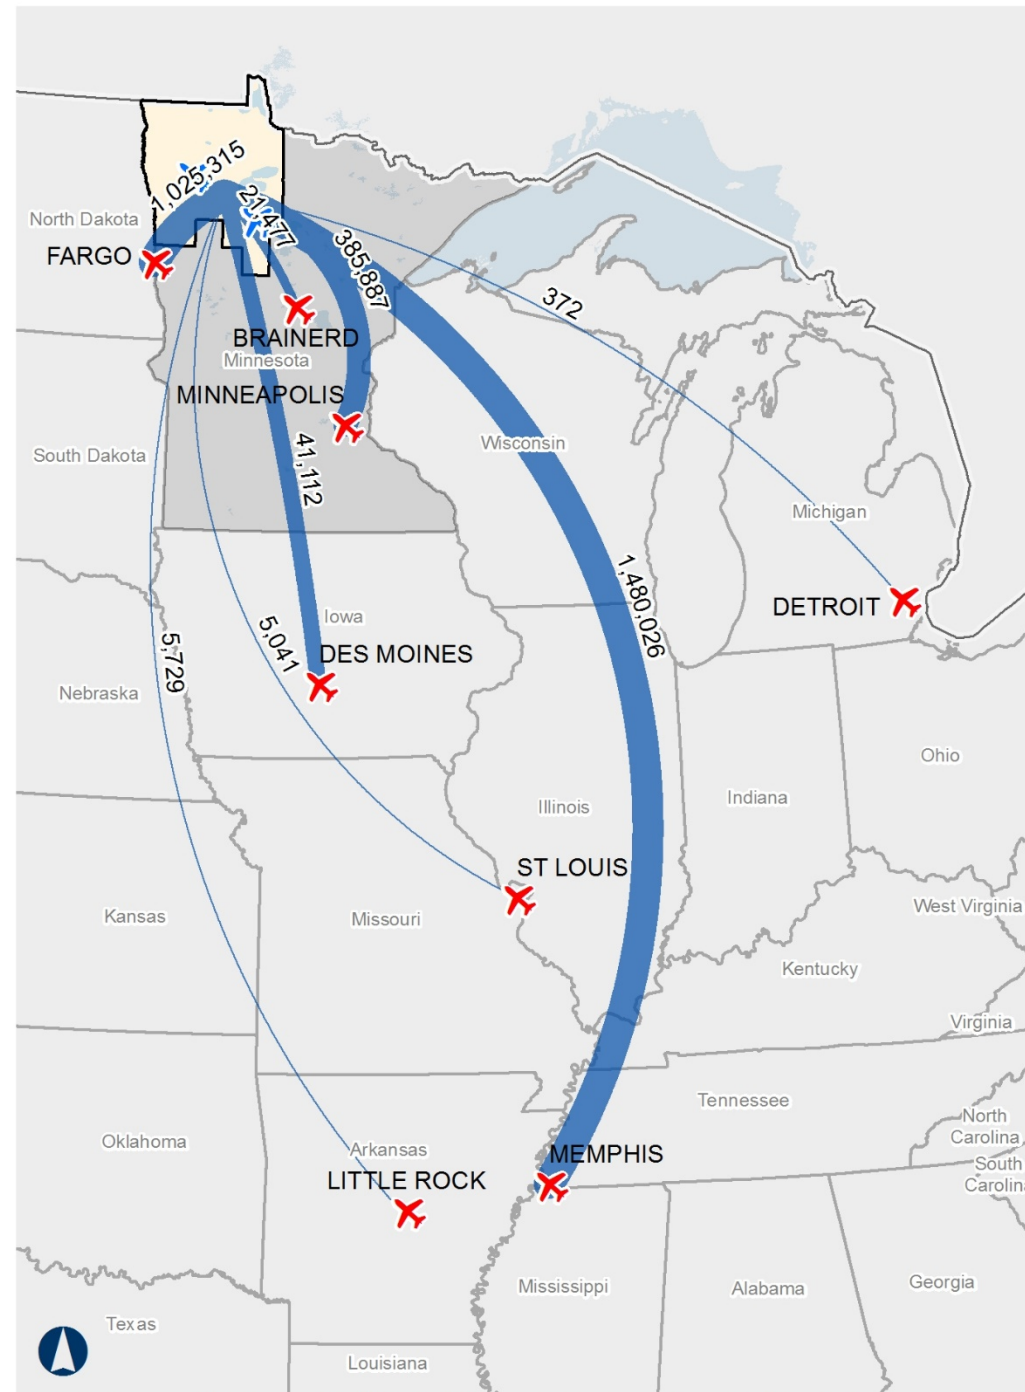 1,025,315
North Dakota
21,477
FARGO
385,887
372
BRAINERD
Minnesota
MINNEAPOLIS
Wisconsin
South Dakota
41,112
Michigan
1,480,026
DETROIT
Iowa
5,729
5,041
DES MOINES
Nebraska
Ohio
Indiana
Illinois
ST LOUIS
Kansas
Missouri
West Virginia
Kentucky
Virginia
Tennessee
North
Carolina
Oklahoma
Arkansas
MEMPHIS
South
Carolin
LITTLE ROCK
Mississippi
Alabama
Georgia
Texas
Louisiana